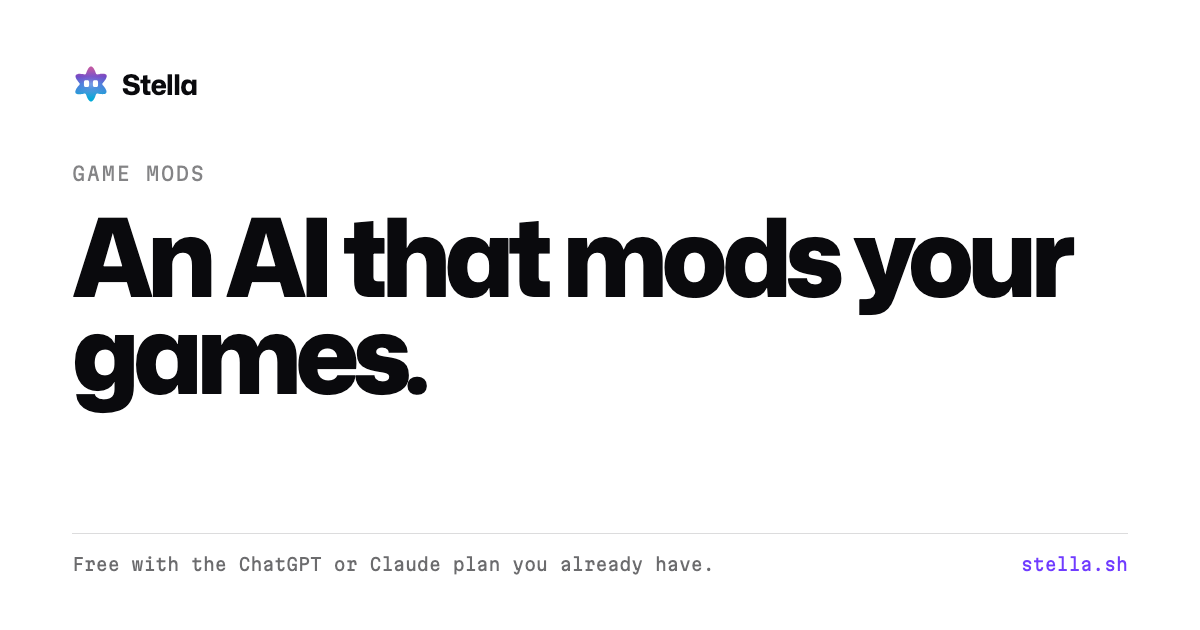 Stella
GAME MODS
An AI that mods your
games.
Free with the ChatGPT or Claude plan you already have.
stella.sh